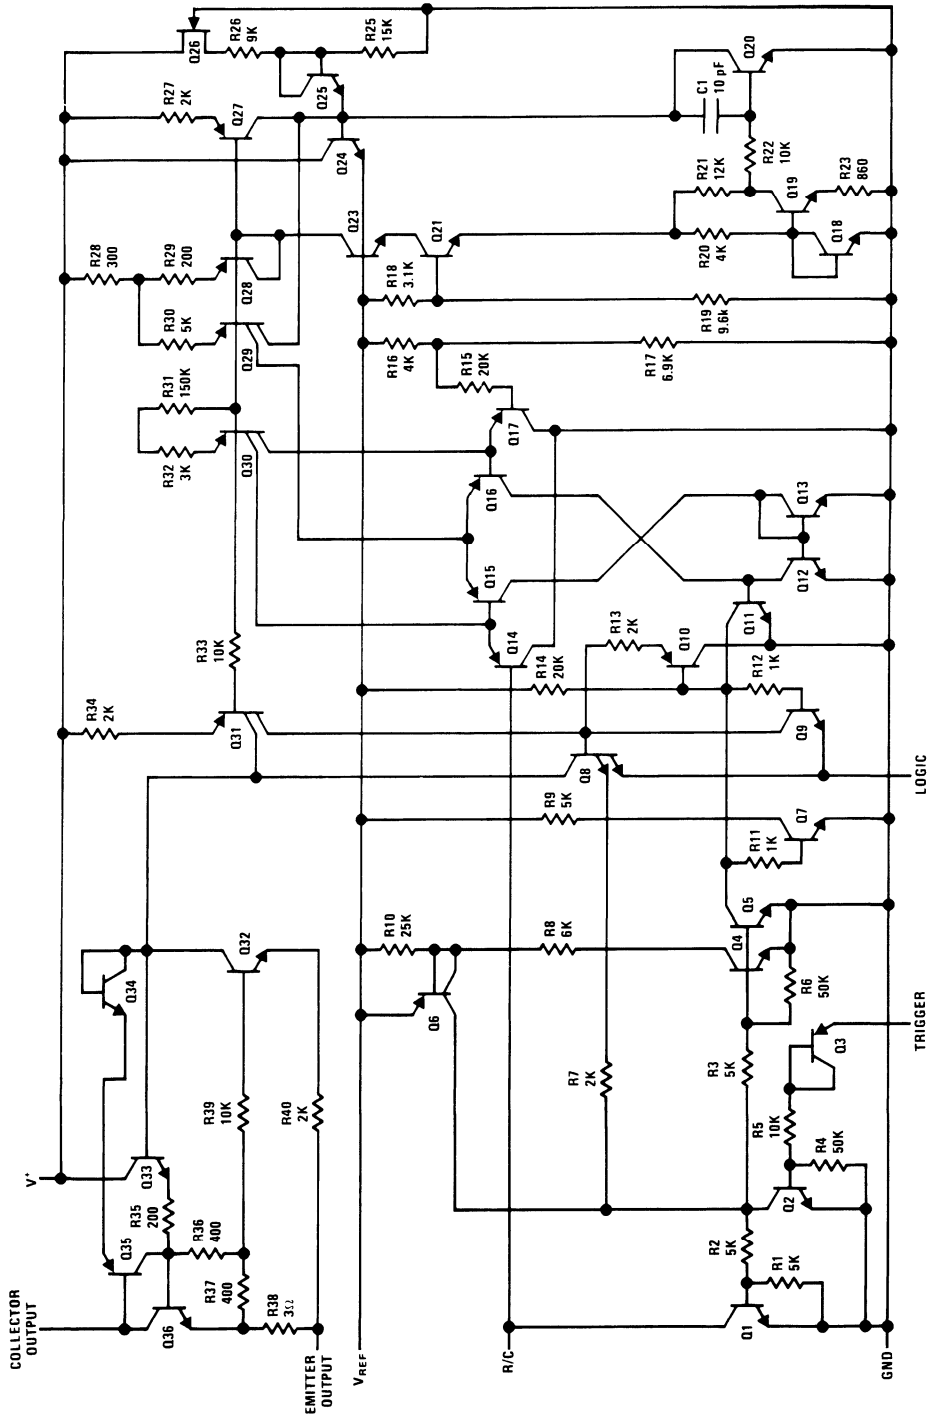 COLLECTOR
OUTPUT
V+
Q35
Q36
R35
200
R36
400
R37
400
R38
3Ω
Q33
Q34
R39
10K
R40
2K
Q32
EMITTER
OUTPUT
R34
2K
Q31
R33
10K
R32
3K
R31
150K
Q30
R30
5K
Q29
R28
300
R29
200
Q28
R27
2K
Q27
Q26
R26
9K
Q25
R25
15K
Q24
Q23
VREF
Q6
R10
25K
R9
5K
R14
20K
R16
4K
R18
3.1K
Q21
R15
20K
R/C
Q14
Q15
Q16
Q17
R7
2K
R8
6K
Q8
R13
2K
Q10
R17
6.9K
R19
9.6k
R20
4K
R21
12K
C1
10 pF
Q20
R22
10K
Q19
R23
860
Q18
Q1
R1
5K
R2
5K
Q2
R4
50K
R5
10K
R3
5K
Q3
Q4
Q5
R6
50K
R11
1K
Q7
Q9
R12
1K
Q11
Q12
Q13
GND
TRIGGER
LOGIC